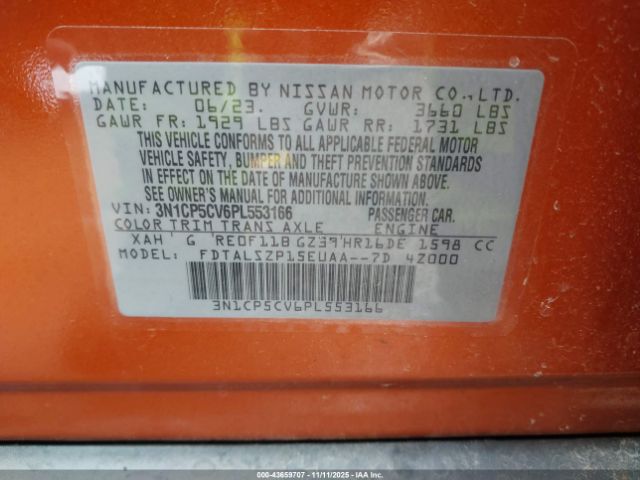 MANUFACTURED BY NISSAN MOTOR CO.,LTD.
DATE: 06/23. GVWR: 3660 LBS
GAWR FR: 1929 LBS GAWR RR: 1731 LBS
THIS VEHICLE CONFORMS TO ALL APPLICABLE FEDERAL MOTOR
VEHICLE SAFETY, BUMPER AND THEFT PREVENTION STANDARDS
IN EFFECT ON THE DATE OF MANUFACTURE SHOWN ABOVE.
SEE OWNER'S MANUAL FOR ADDITIONAL INFORMATION.
VIN: 3N1CP5CV6PL553166 PASSENGER CAR.
COLOR TRIM TRANS AXLE ENGINE
XAH G RE0F11B GZ39 HR16DE 1598 CC
MODEL: FDTALSZP15EUAA--7D 4Z000
3N1CP5CV6PL553166
000-43659707 - 11/11/2025 - IAAI.COM